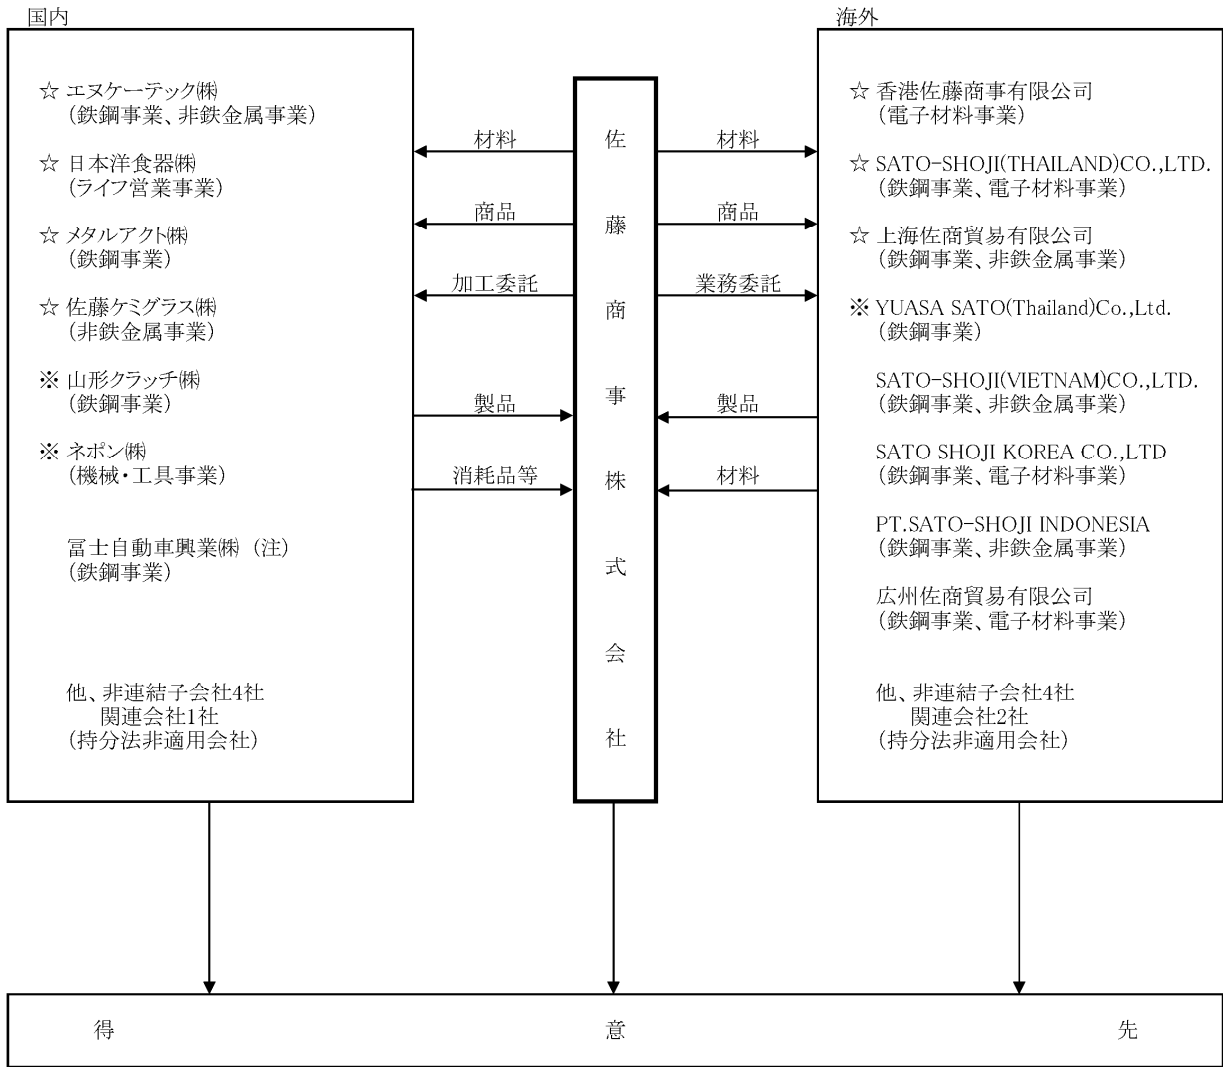 国内
☆ エヌケーテック㈱
(鉄鋼事業、非鉄金属事業)
☆ 日本洋食器㈱
(ライフ営業事業)
☆ メタルアクト㈱
(鉄鋼事業)
☆ 佐藤ケミグラス㈱
(非鉄金属事業)
※ 山形クラッチ㈱
(鉄鋼事業)
※ ネポン㈱
(機械・工具事業)
冨士自動車興業㈱ (注)
(鉄鋼事業)
他、非連結子会社4社
関連会社1社
(持分法非適用会社)
材料
商品
加工委託
製品
消耗品等
佐藤商事株式会社
材料
商品
業務委託
製品
材料
海外
☆ 香港佐藤商事有限公司
(電子材料事業)
☆ SATO-SHOJI(THAILAND)CO.,LTD.
(鉄鋼事業、電子材料事業)
☆ 上海佐商貿易有限公司
(鉄鋼事業、非鉄金属事業)
※ YUASA SATO(Thailand)Co.,Ltd.
(鉄鋼事業)
SATO-SHOJI(VIETNAM)CO.,LTD.
(鉄鋼事業、非鉄金属事業)
SATO SHOJI KOREA CO.,LTD
(鉄鋼事業、電子材料事業)
PT.SATO-SHOJI INDONESIA
(鉄鋼事業、非鉄金属事業)
広州佐商貿易有限公司
(鉄鋼事業、電子材料事業)
他、非連結子会社4社
関連会社2社
(持分法非適用会社)
得意先